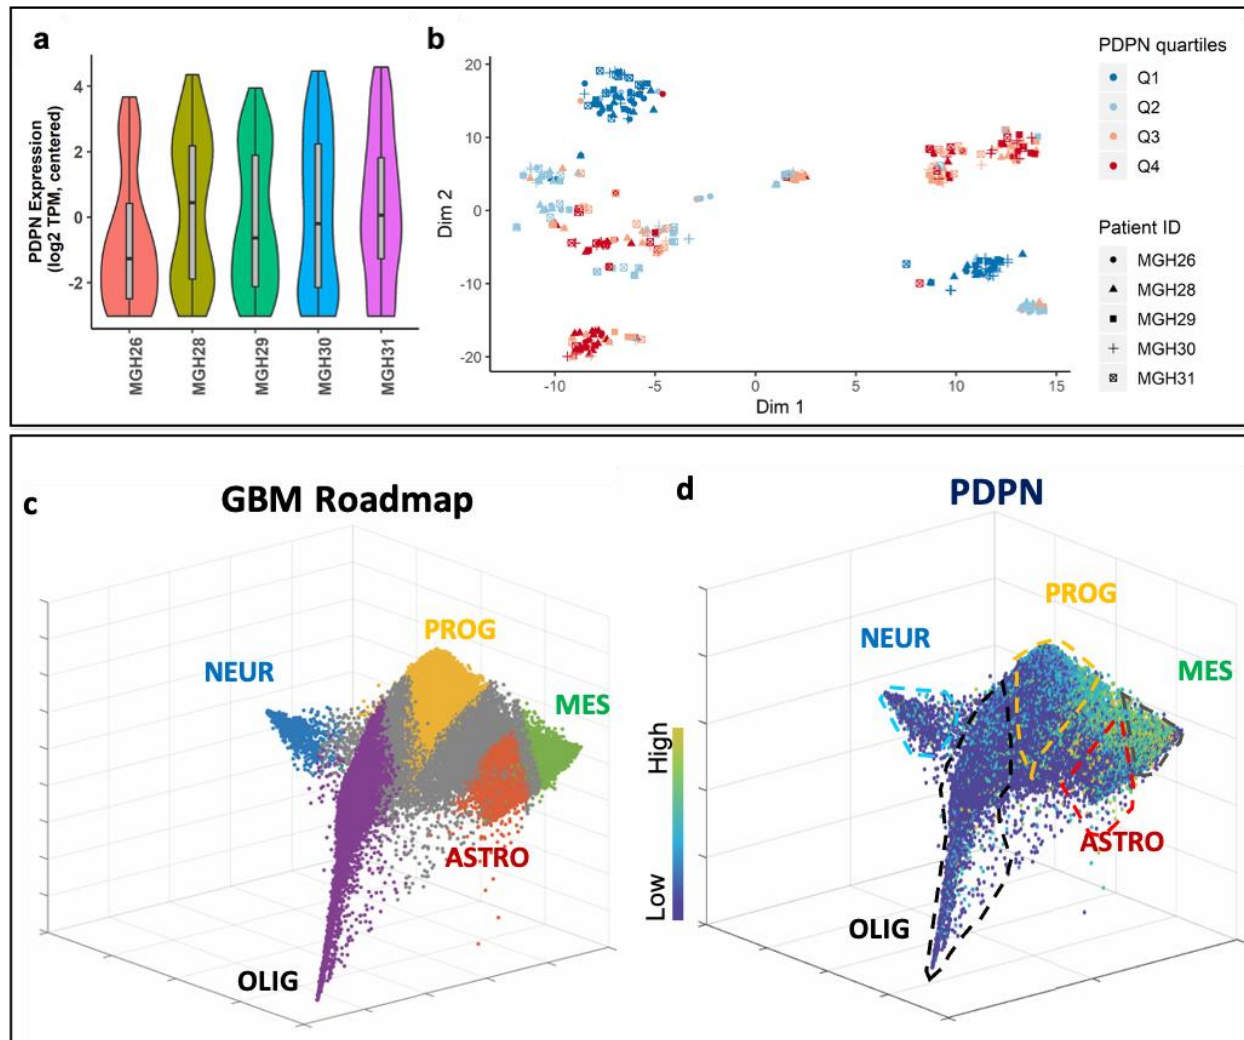 a
PDPN Expression
(log2 TPM, centered)
4
2
0
-2
MGH26
MGH28
MGH29
MGH30
MGH31
b
Dim 2
20
10
0
-10
-20
-10
-5
0
5
10
15
Dim 1
PDPN quartiles
Q1
Q2
Q3
Q4
Patient ID
MGH26
MGH28
MGH29
MGH30
MGH31
c
GBM Roadmap
PROG
NEUR
MES
ASTRO
OLIG
d
PDPN
PROG
NEUR
MES
High
Low
ASTRO
OLIG